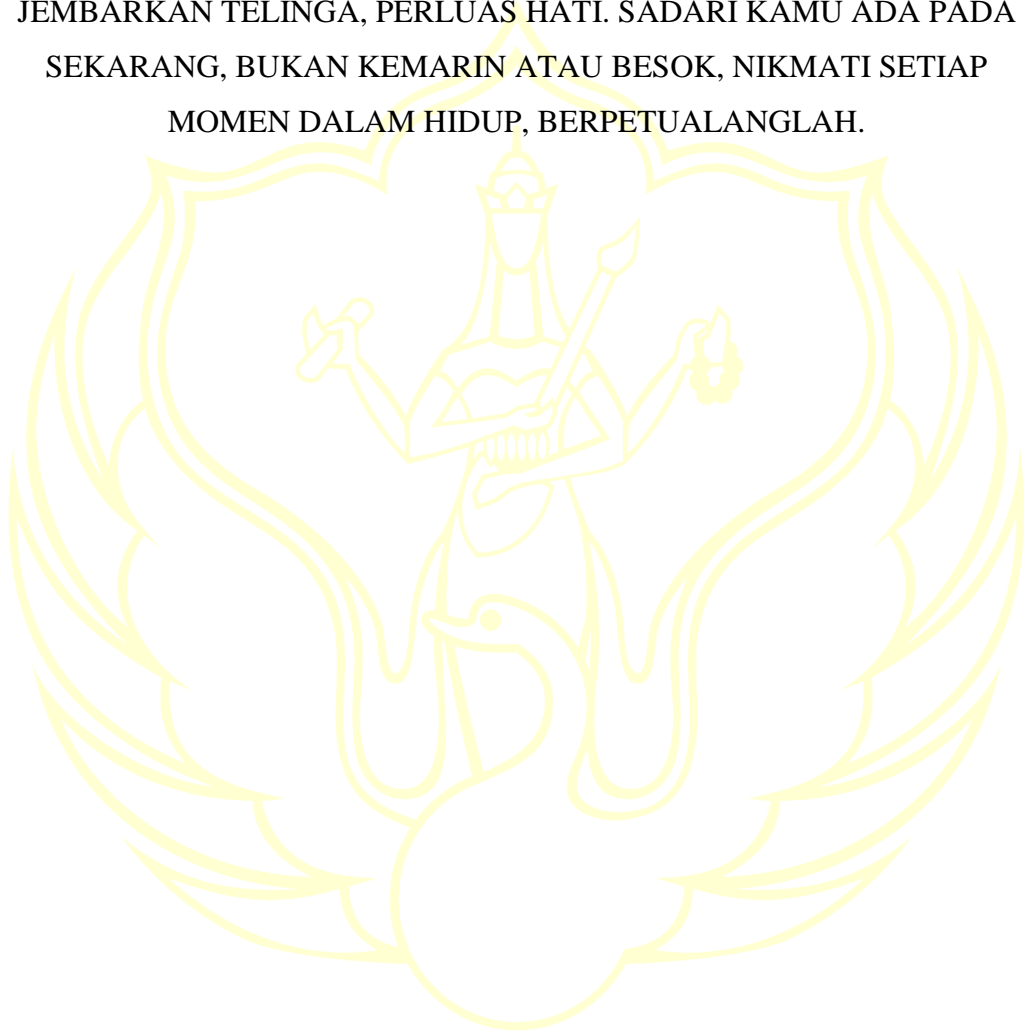 JEMBARKAN TELINGA, PERLUAS HATI. SADARI KAMU ADA PADA
SEKARANG, BUKAN KEMARIN ATAU BESOK, NIKMATI SETIAP
MOMEN DALAM HIDUP, BERPETUALANGLAH.